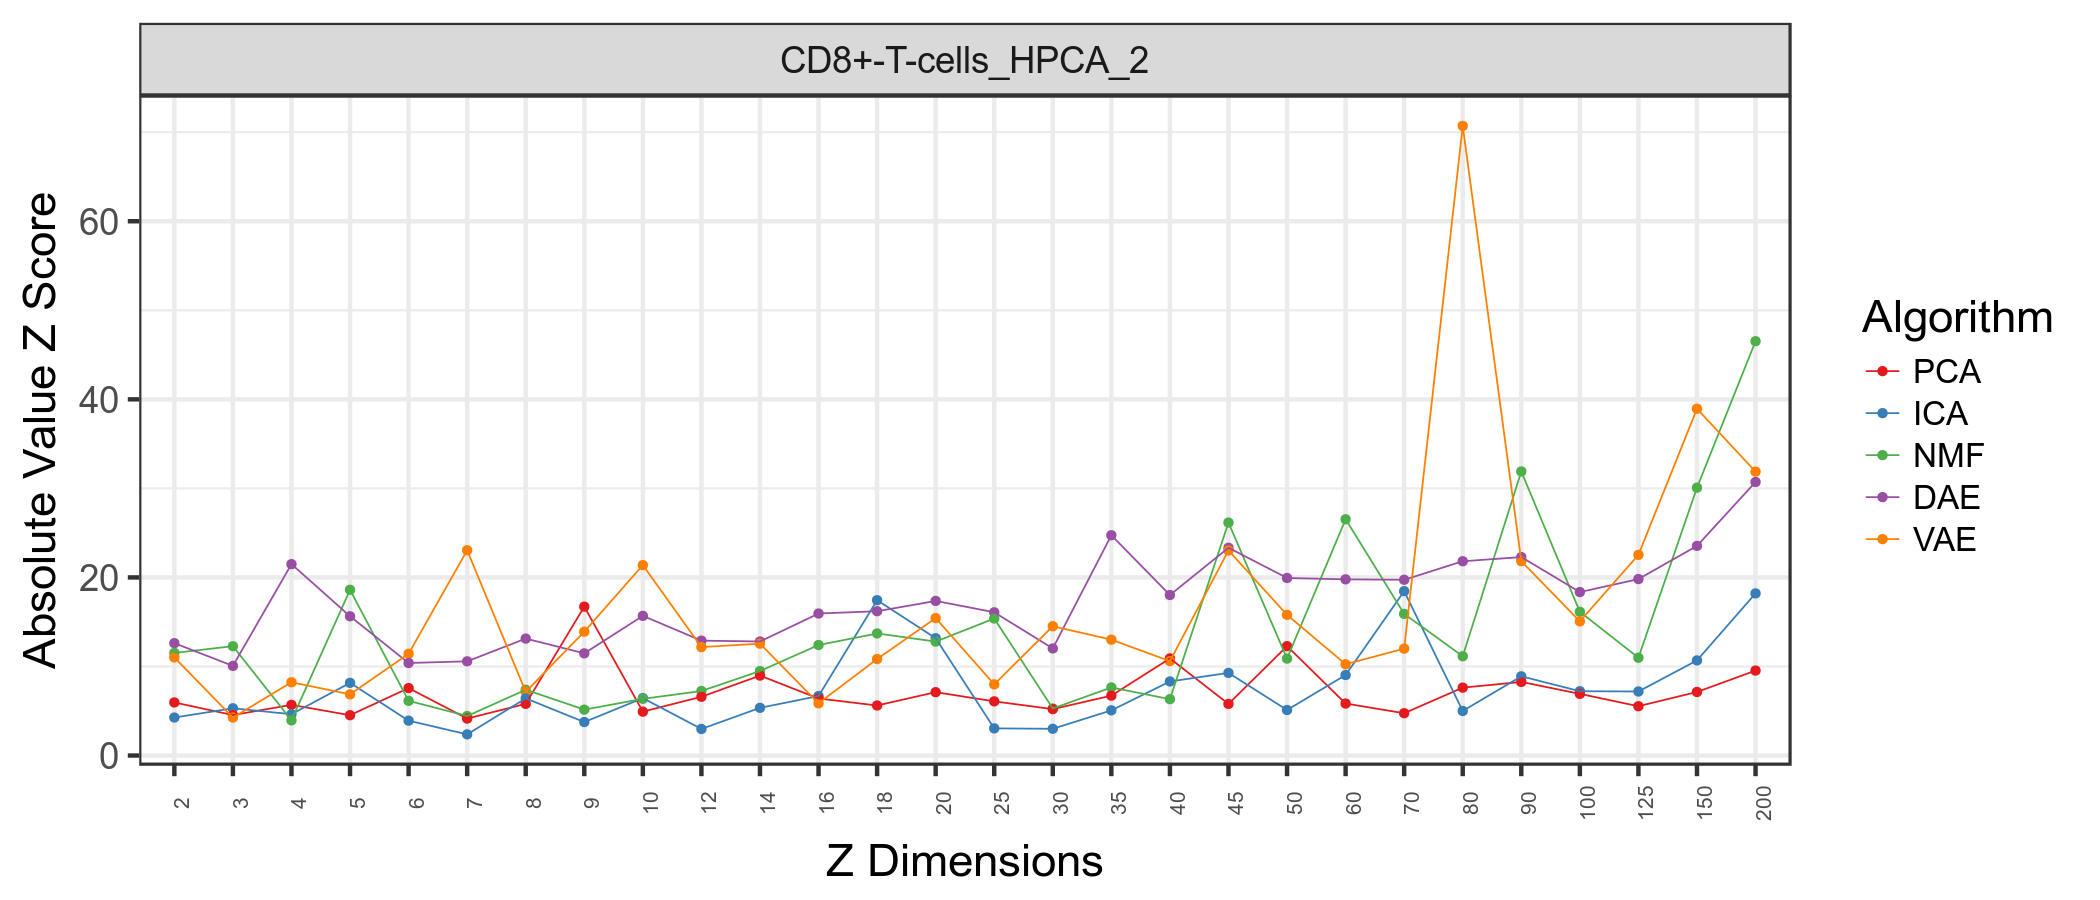 CD8+-T-cells_HPCA_2
Absolute Value Z Score
60
40
20
0
2 3 4 5 6 7 8 9 10 12 14 16 18 20 25 30 35 40 45 50 60 70 80 90 100 125 150 200
Z Dimensions
Algorithm
PCA
ICA
NMF
DAE
VAE